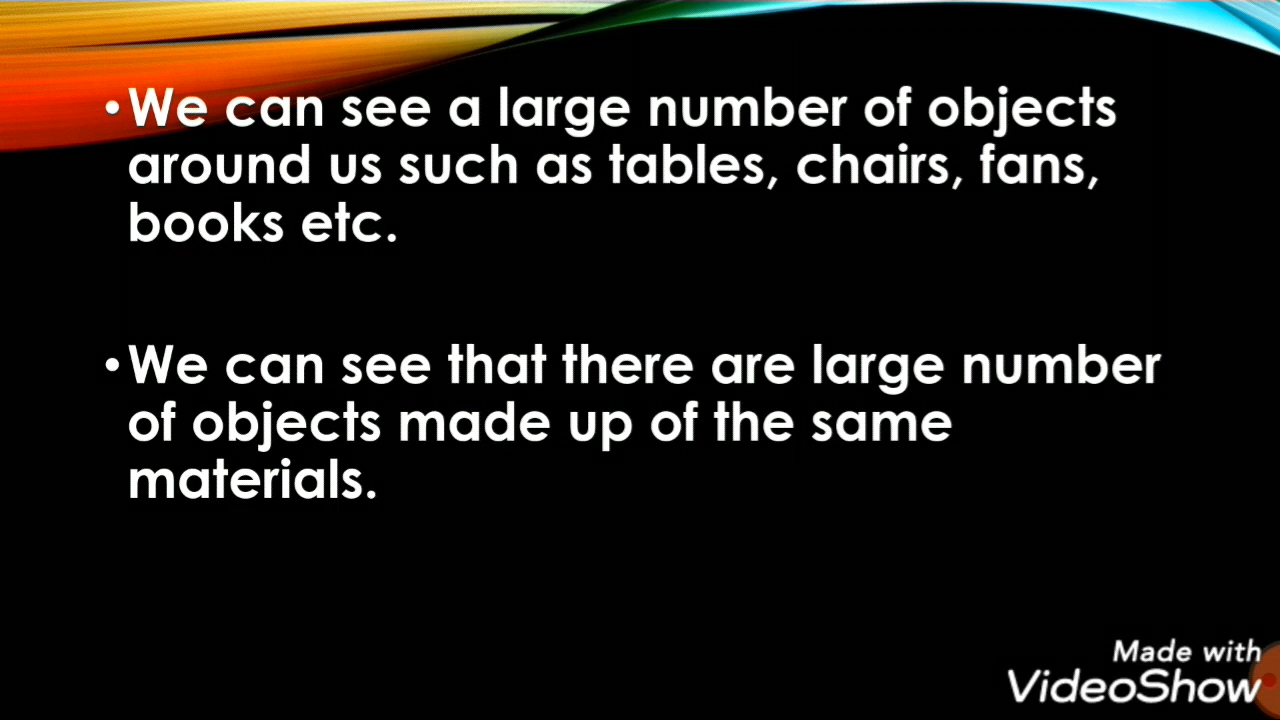 •We can see a large number of objects
around us such as tables, chairs, fans,
books etc.
•We can see that there are large number
of objects made up of the same
materials.
Made with
VideoShow